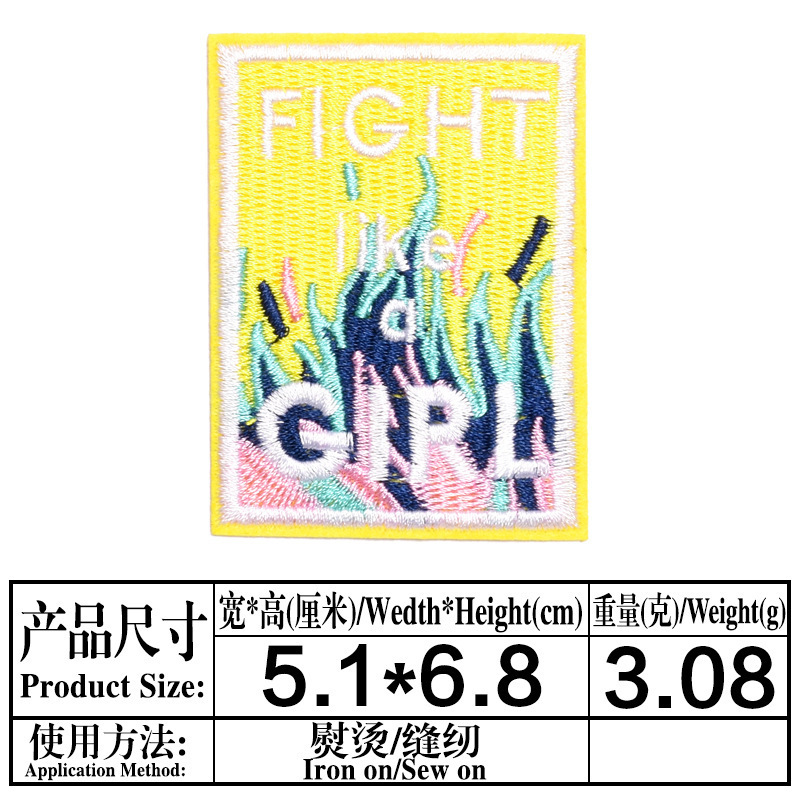 FIGHT
like
a
GIRL
产品尺寸
Product Size:
宽*高(厘米)/Wedth*Height(cm)
重量(克)/Weight(g)
5.1*6.8
3.08
使用方法:
Application Method:
熨烫/缝纫
Iron on/Sew on